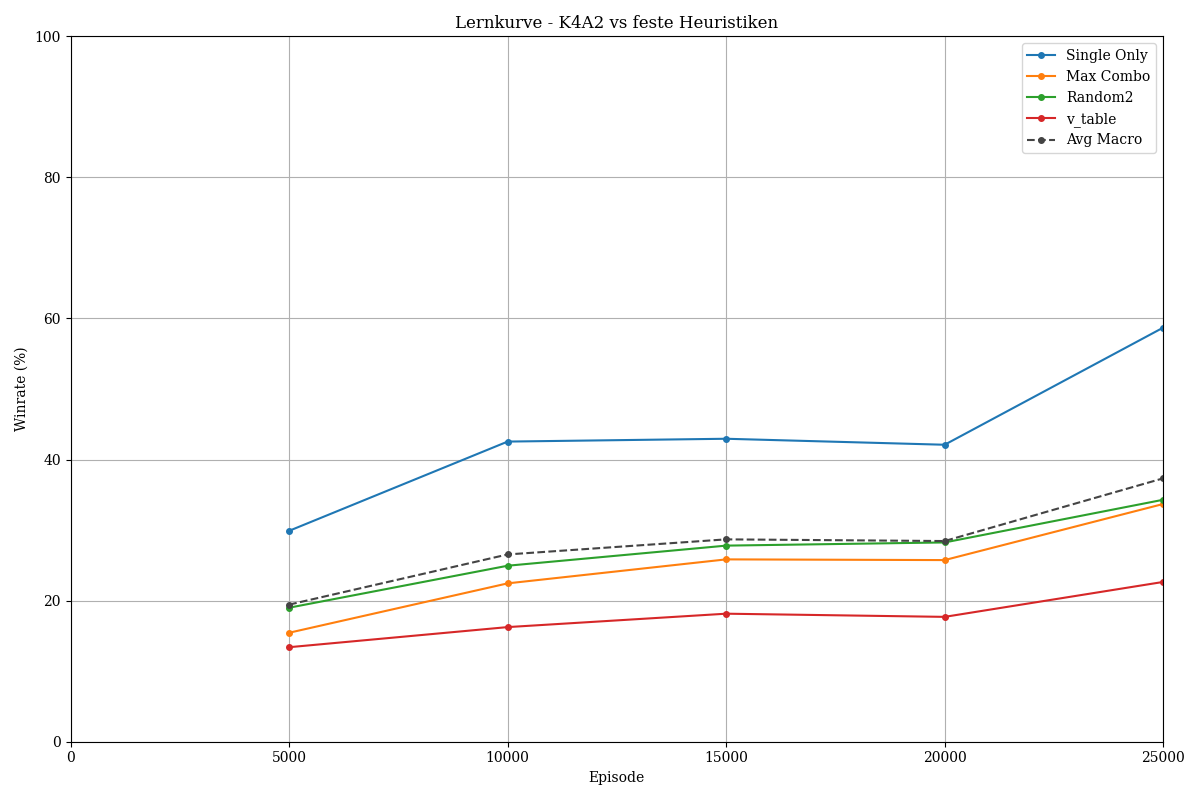 Lernkurve - K4A2 vs feste Heuristiken
100
80
60
40
20
0
Winrate (%)
Single Only
Max Combo
Random2
v_table
Avg Macro
0 5000 10000 15000 20000 25000
Episode